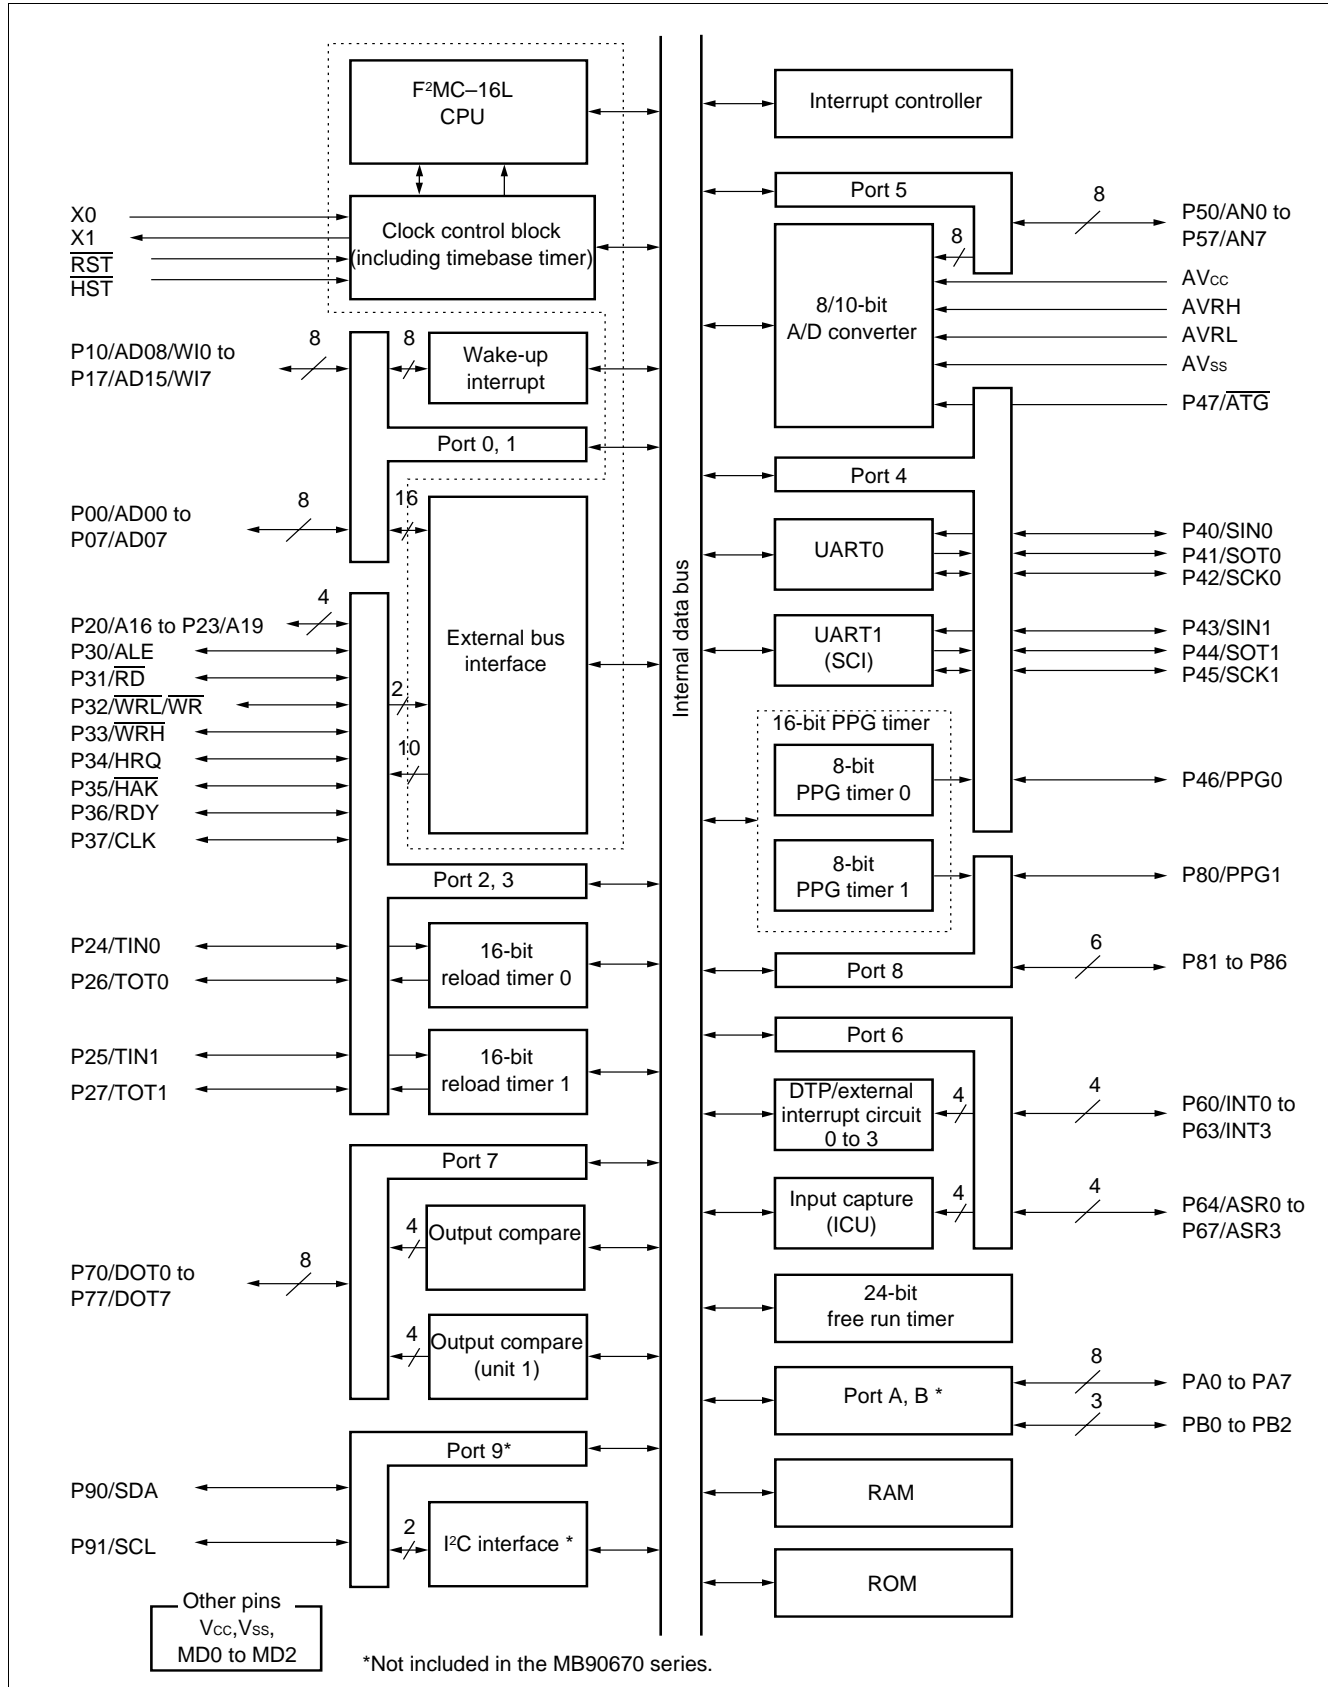 F²MC–16L
CPU
X0
X1
RST
HST
Clock control block
(including timebase timer)
P10/AD08/WI0 to
P17/AD15/WI7
8
8
Wake-up
interrupt
Port 0, 1
P00/AD00 to
P07/AD07
8
16
External bus
interface
4
P20/A16 to P23/A19
P30/ALE
P31/RD
P32/WRL/WR
P33/WRH
P34/HRQ
P35/HAK
P36/RDY
P37/CLK
2
10
Port 2, 3
P24/TIN0
P26/TOT0
16-bit
reload timer 0
P25/TIN1
P27/TOT1
16-bit
reload timer 1
Port 7
4
Output compare
P70/DOT0 to
P77/DOT7
8
4
Output compare
(unit 1)
Port 9*
P90/SDA
P91/SCL
2
I²C interface *
Other pins
Vcc,Vss,
MD0 to MD2
*Not included in the MB90670 series.
Internal data bus
Interrupt controller
Port 5
8
P50/AN0 to
P57/AN7
8
8/10-bit
A/D converter
AVcc
AVRH
AVRL
AVss
P47/ATG
Port 4
UART0
P40/SIN0
P41/SOT0
P42/SCK0
UART1
(SCI)
P43/SIN1
P44/SOT1
P45/SCK1
16-bit PPG timer
8-bit
PPG timer 0
P46/PPG0
8-bit
PPG timer 1
P80/PPG1
Port 8
6
P81 to P86
Port 6
DTP/external
interrupt circuit
0 to 3
4
4
P60/INT0 to
P63/INT3
Input capture
(ICU)
4
4
P64/ASR0 to
P67/ASR3
24-bit
free run timer
Port A, B *
8
PA0 to PA7
3
PB0 to PB2
RAM
ROM